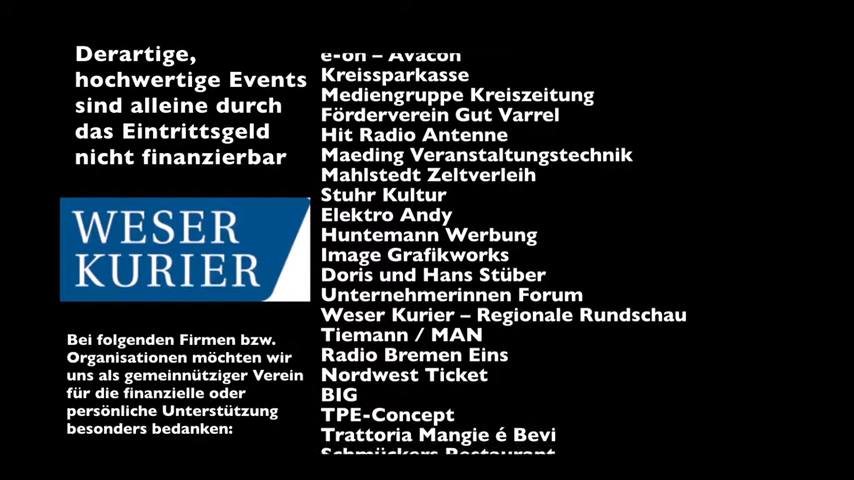 Derartige,
hochwertige Events
sind alleine durch
das Eintrittsgeld
nicht finanzierbar
WESER
KURIER
Bei folgenden Firmen bzw.
Organisationen möchten wir
uns als gemeinnütziger Verein
für die finanzielle oder
persönliche Unterstützung
besonders bedanken:
e-on – Avacon
Kreissparkasse
Mediengruppe Kreiszeitung
Förderverein Gut Varrel
Hit Radio Antenne
Maeding Veranstaltungstechnik
Mahlstedt Zeltverleih
Stuhr Kultur
Elektro Andy
Huntemann Werbung
Image Grafikworks
Doris und Hans Stüber
Unternehmerinnen Forum
Weser Kurier – Regionale Rundschau
Tiemann / MAN
Radio Bremen Eins
Nordwest Ticket
BIG
TPE-Concept
Trattoria Mangie é Bevi
Schmückers Restaurant